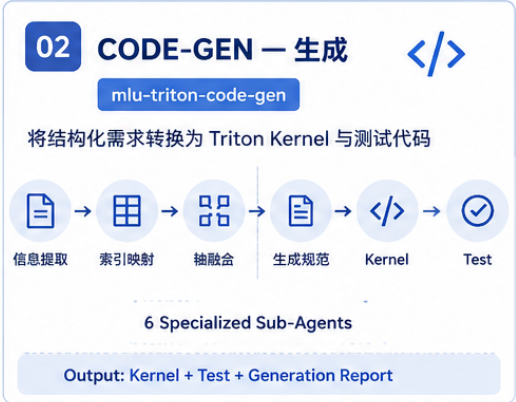 02
CODE-GEN — 生成
</>
mlu-triton-code-gen
将结构化需求转换为 Triton Kernel 与测试代码
</>
信息提取 索引映射 轴融合 生成规范 Kernel Test
6 Specialized Sub-Agents
Output: Kernel + Test + Generation Report